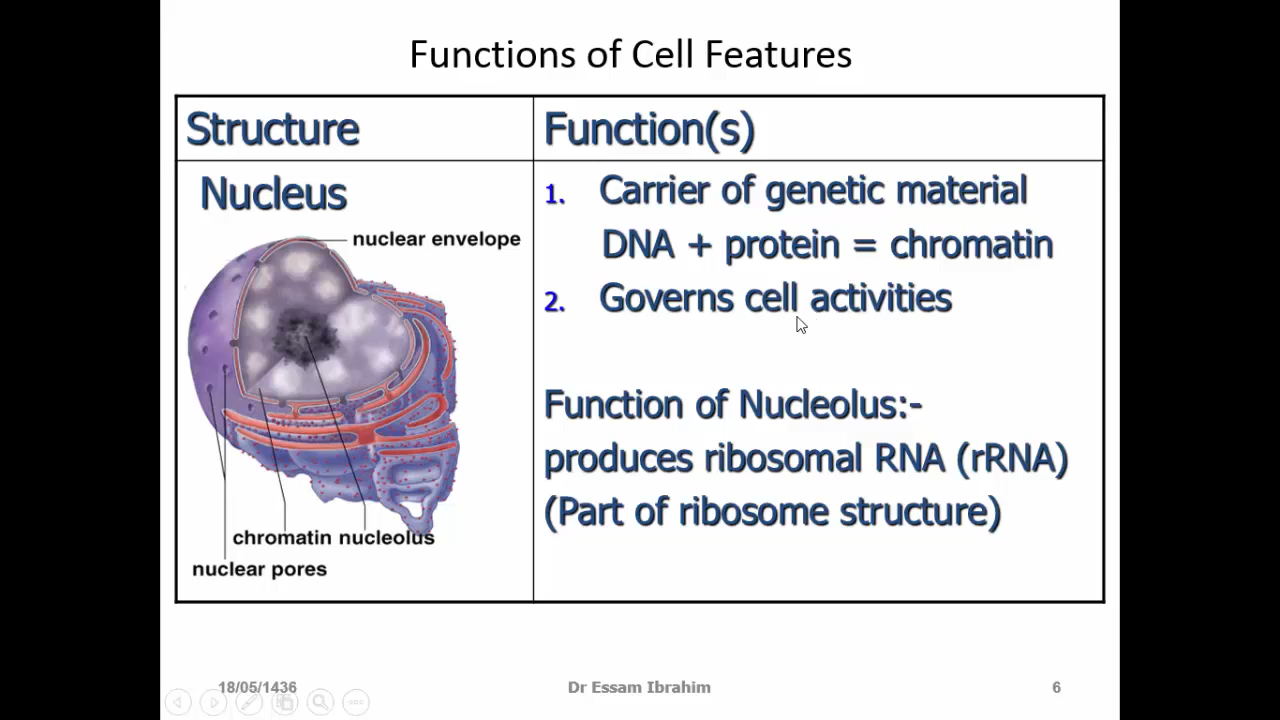 Functions of Cell Features
Structure
Function(s)
Nucleus
nuclear envelope
chromatin nucleolus
nuclear pores
1. Carrier of genetic material
DNA + protein = chromatin
2. Governs cell activities
Function of Nucleolus:-
produces ribosomal RNA (rRNA)
(Part of ribosome structure)
18/05/1436
Dr Essam Ibrahim
6